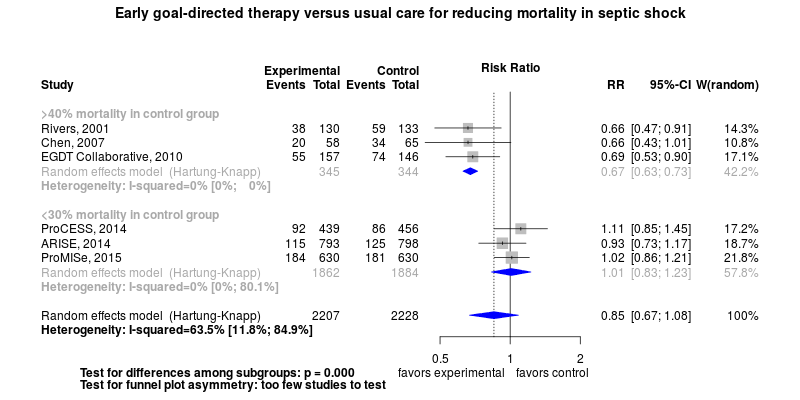 Early goal-directed therapy versus usual care for reducing mortality in septic shock
Experimental Control Risk Ratio
Study Events Total Events Total RR 95%-CI W(random)
>40% mortality in control group
Rivers, 2001 38 130 59 133 0.66 [0.47; 0.91] 14.3%
Chen, 2007 20 58 34 65 0.66 [0.43; 1.01] 10.8%
EGDT Collaborative, 2010 55 157 74 146 0.69 [0.53; 0.90] 17.1%
Random effects model (Hartung-Knapp) 345 344 0.67 [0.63; 0.73] 42.2%
Heterogeneity: I-squared=0% [0%; 0%]
<30% mortality in control group
ProCESS, 2014 92 439 86 456 1.11 [0.85; 1.45] 17.2%
ARISE, 2014 115 793 125 798 0.93 [0.73; 1.17] 18.7%
ProMISe, 2015 184 630 181 630 1.02 [0.86; 1.21] 21.8%
Random effects model (Hartung-Knapp) 1862 1884 1.01 [0.83; 1.23] 57.8%
Heterogeneity: I-squared=0% [0%; 80.1%]
Random effects model (Hartung-Knapp) 2207 2228 0.85 [0.67; 1.08] 100%
Heterogeneity: I-squared=63.5% [11.8%; 84.9%]
0.5 1 2
favors experimental favors control
Test for differences among subgroups: p = 0.000
Test for funnel plot asymmetry: too few studies to test